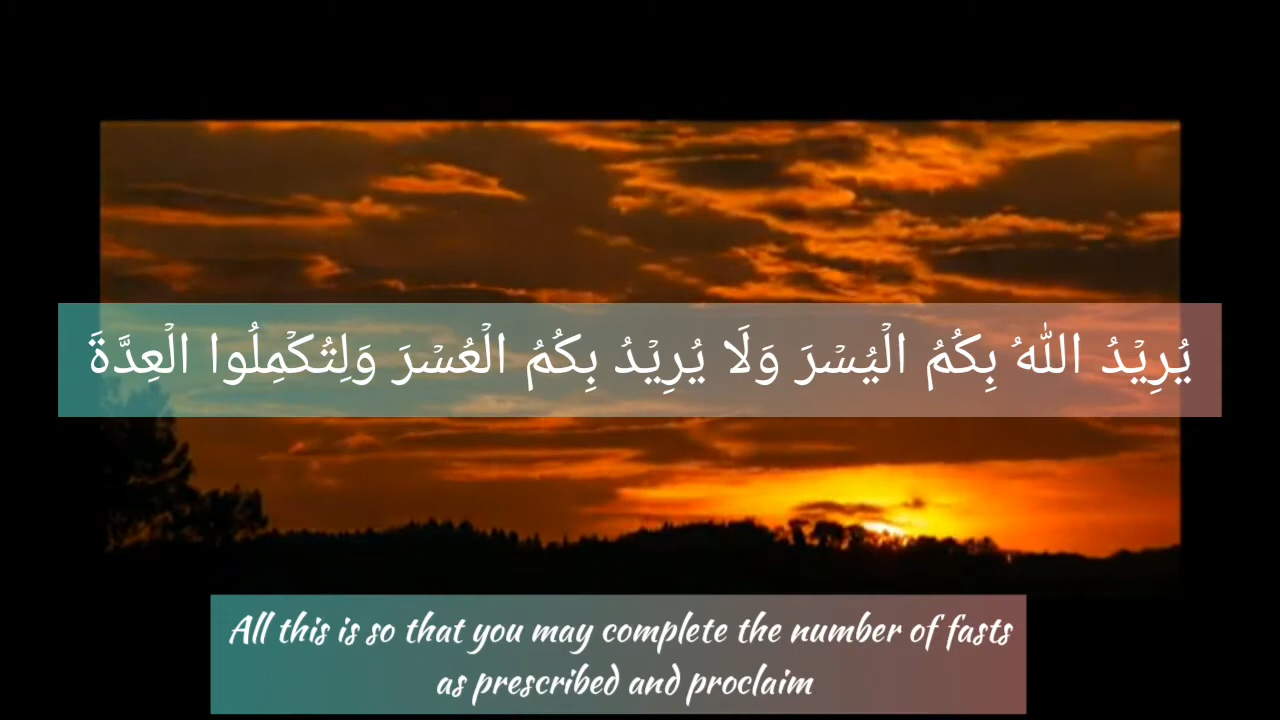 يُرِيْدُ اللّٰهُ بِكُمُ الْيُسْرَ وَلَا يُرِيْدُ بِكُمُ الْعُسْرَ وَلِتُكْمِلُوا الْعِدَّةَ
All this is so that you may complete the number of fasts
as prescribed and proclaim